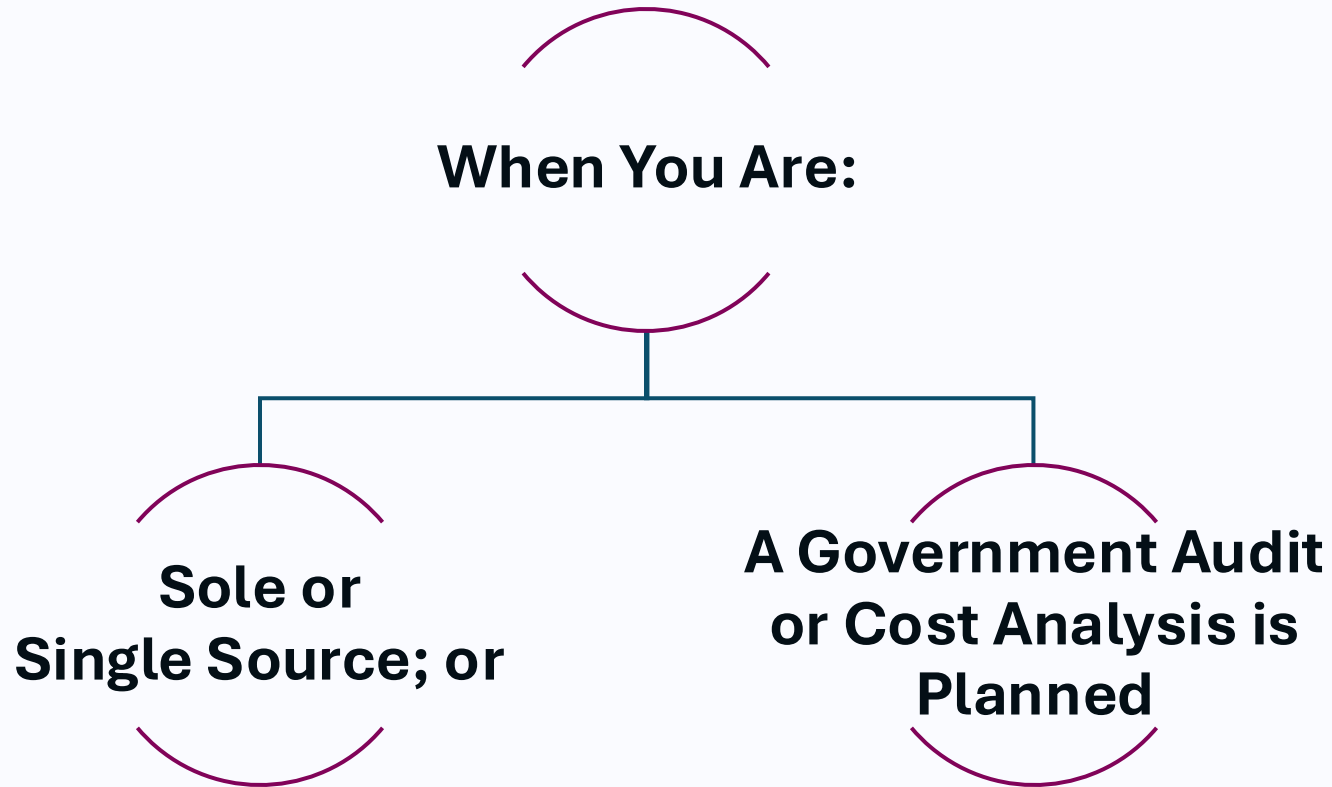 When You Are:
Sole or
Single Source; or
A Government Audit
or Cost Analysis is
Planned